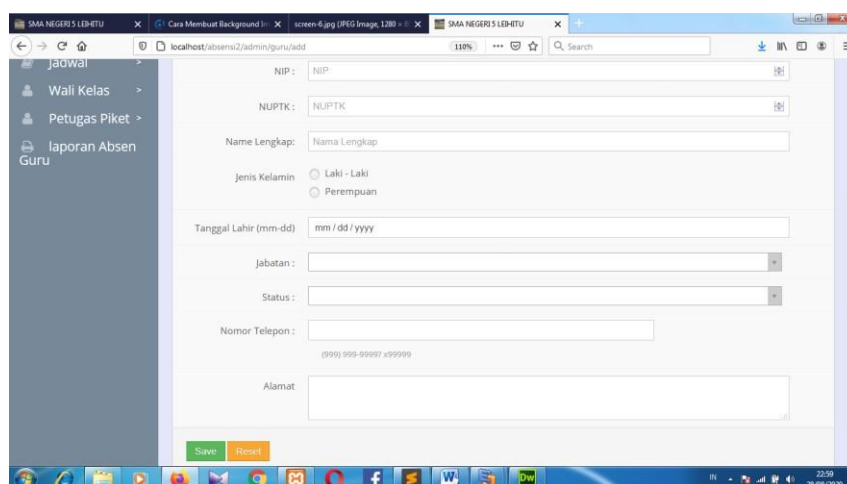 SMA NEGERI 5 LEIHITU
Cara Membuat Background Im
screen-6.jpg (JPEG Image, 1280 ×
SMA NEGERI 5 LEIHITU
localhost/absensi2/admin/guru/add
110%
Search
Jadwal >
Wali Kelas >
Petugas Piket >
laporan Absen
Guru
NIP : NIP
NUPTK : NUPTK
Name Lengkap: Nama Lengkap
Jenis Kelamin Laki - Laki
Perempuan
Tanggal Lahir (mm-dd) mm / dd / yyyy
Jabatan :
Status :
Nomor Telepon :
(999) 999-9999? x99999
Alamat
Save Reset
IN 22:59